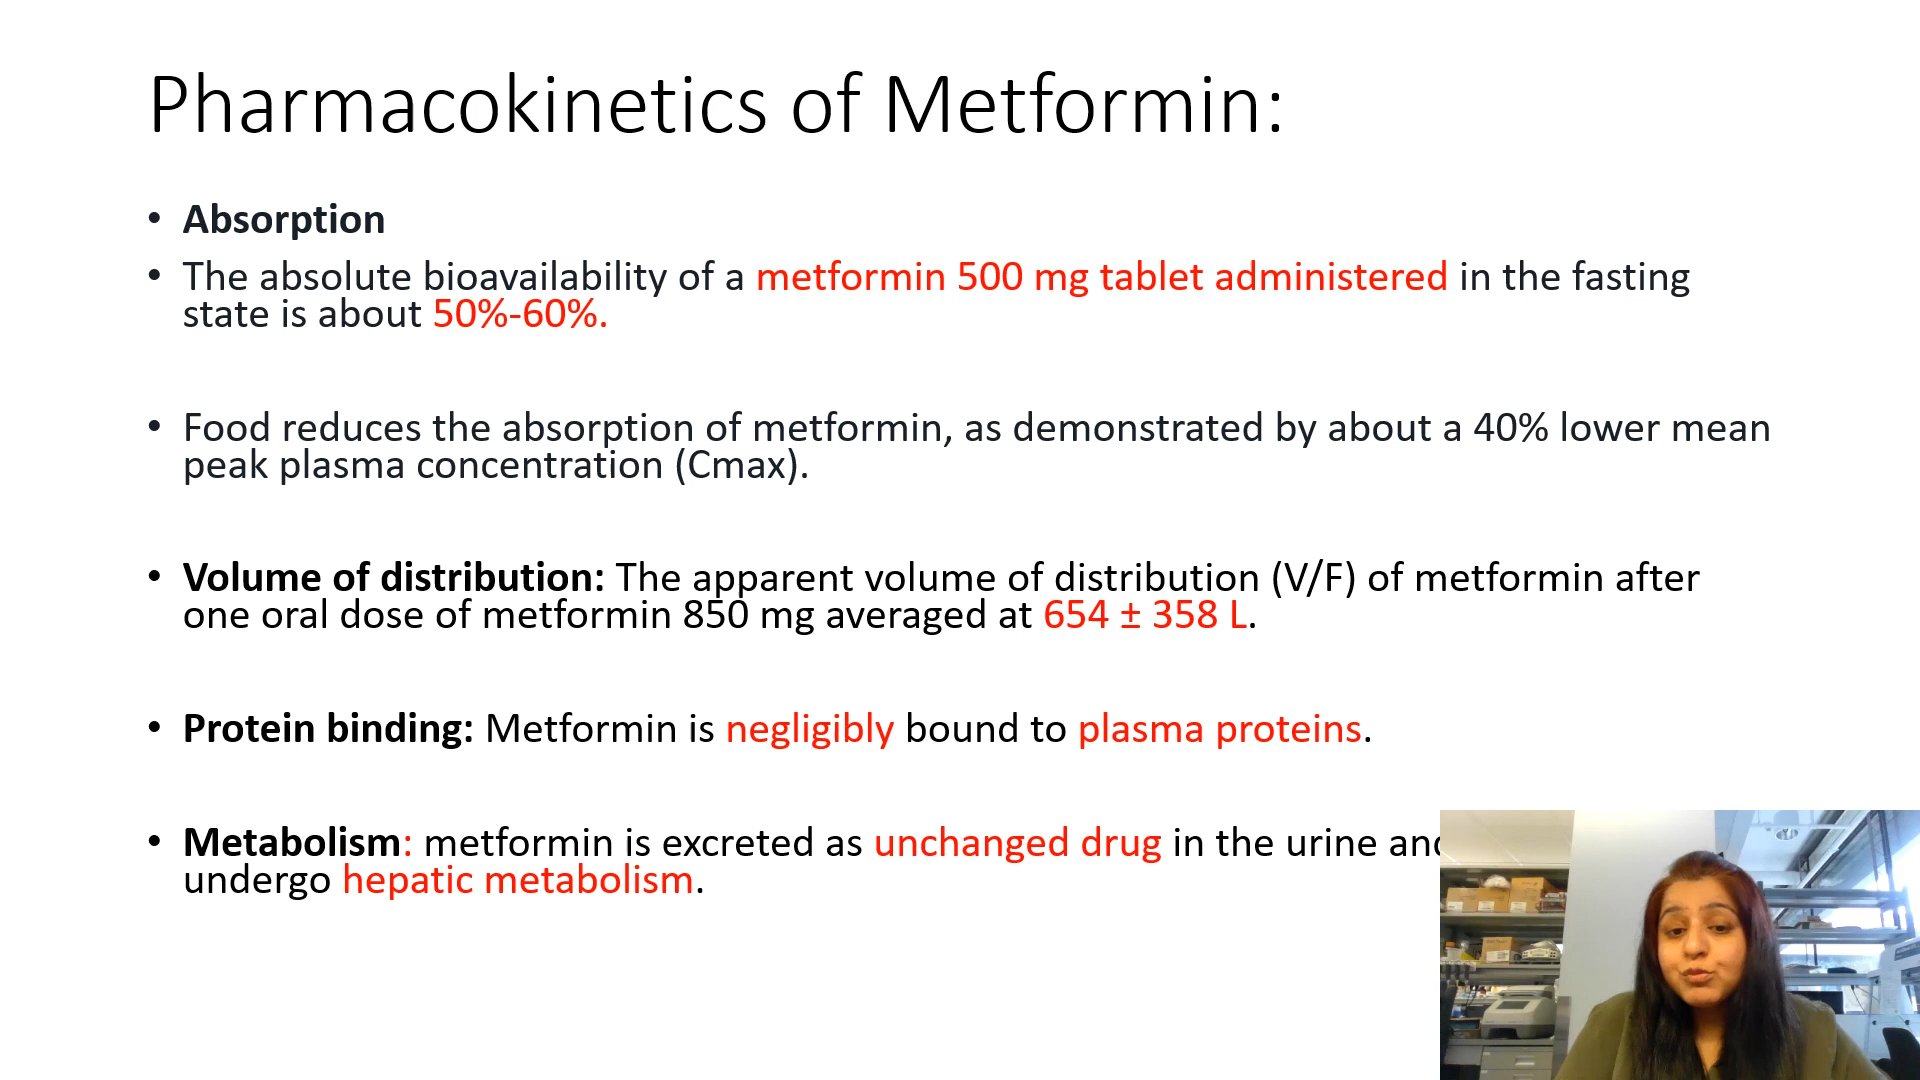 Pharmacokinetics of Metformin:
• Absorption
• The absolute bioavailability of a metformin 500 mg tablet administered in the fasting
state is about 50%-60%.
• Food reduces the absorption of metformin, as demonstrated by about a 40% lower mean
peak plasma concentration (Cmax).
• Volume of distribution: The apparent volume of distribution (V/F) of metformin after
one oral dose of metformin 850 mg averaged at 654 ± 358 L.
• Protein binding: Metformin is negligibly bound to plasma proteins.
• Metabolism: metformin is excreted as unchanged drug in the urine and
undergo hepatic metabolism.